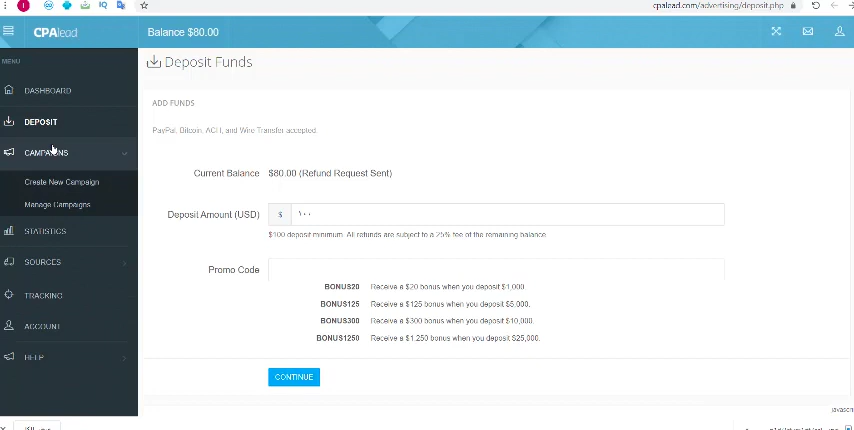 cpalead.com/advertising/deposit.php
CPAlead
Balance $80.00
MENU
DASHBOARD
DEPOSIT
CAMPAIGNS
Create New Campaign
Manage Campaigns
STATISTICS
SOURCES
TRACKING
ACCOUNT
HELP
Deposit Funds
ADD FUNDS
PayPal, Bitcoin, ACH, and Wire Transfer accepted
Current Balance $80.00 (Refund Request Sent)
Deposit Amount (USD) $ ١٠٠
$100 deposit minimum. All refunds are subject to a 25% fee of the remaining balance
Promo Code
BONUS20 Receive a $20 bonus when you deposit $1,000.
BONUS125 Receive a $125 bonus when you deposit $5,000.
BONUS300 Receive a $300 bonus when you deposit $10,000.
BONUS1250 Receive a $1,250 bonus when you deposit $25,000.
CONTINUE
javascri